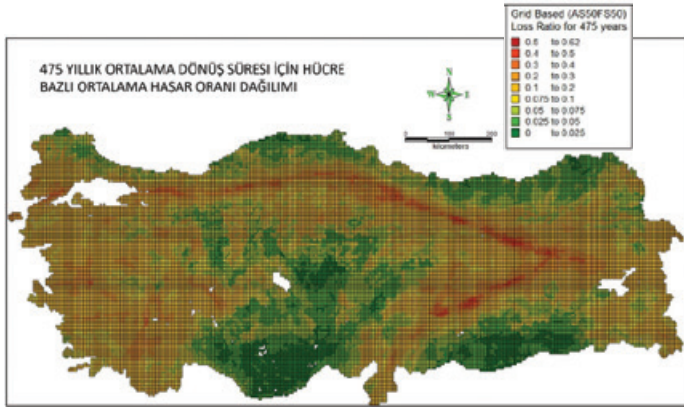 Grid Based (AS50FS50)
Loss Ratio for 475 years
0.6 to 0.62
0.4 to 0.5
0.3 to 0.4
0.2 to 0.3
0.1 to 0.2
0.075 to 0.1
0.05 to 0.075
0.025 to 0.05
0 to 0.025
475 YILLIK ORTALAMA DÖNÜŞ SÜRESİ İÇİN HÜCRE
BAZLI ORTALAMA HASAR ORANI DAĞILIMI
N
W E
S
0 100 200
kilometers